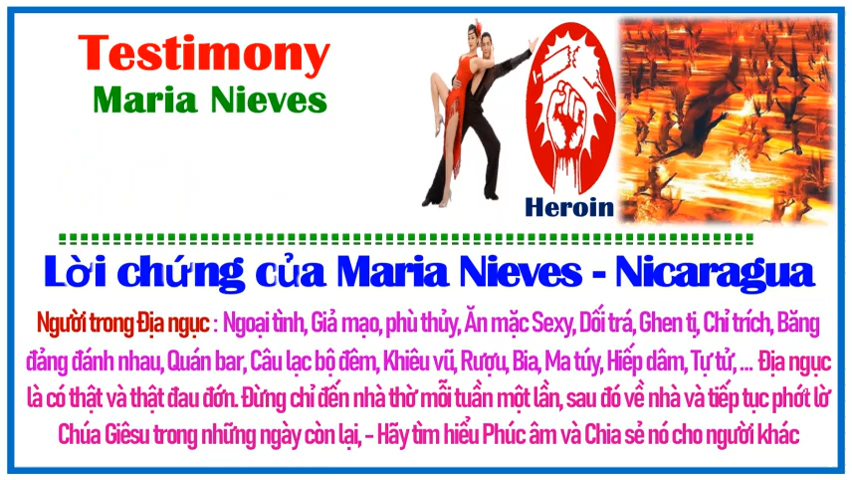 Testimony
Maria Nieves
Heroin
Lời chứng của Maria Nieves - Nicaragua
Người trong Địa ngục : Ngoại tình, Giả mạo, phù thủy, Ăn mặc Sexy, Dối trá, Ghen tị, Chỉ trích, Băng
đảng đánh nhau, Quán bar, Câu lạc bộ đêm, Khiêu vũ, Rượu, Bia, Ma túy, Hiếp dâm, Tự tử, ... Địa ngục
là có thật và thật đau đớn. Đừng chỉ đến nhà thờ mỗi tuần một lần, sau đó về nhà và tiếp tục phớt lờ
Chúa Giêsu trong những ngày còn lại, - Hãy tìm hiểu Phúc âm và Chia sẻ nó cho người khác